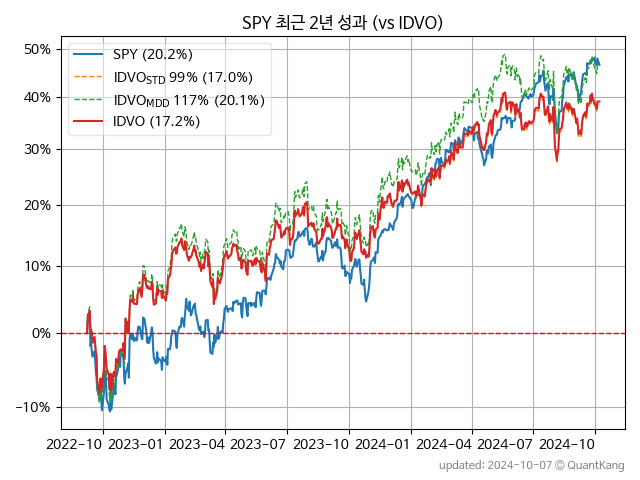 SPY 최근 2년 성과 (vs IDVO)
50%
40%
30%
20%
10%
0%
−10%
SPY (20.2%)
IDVO_STD 99% (17.0%)
IDVO_MDD 117% (20.1%)
IDVO (17.2%)
2022-10 2023-01 2023-04 2023-07 2023-10 2024-01 2024-04 2024-07 2024-10
updated: 2024-10-07 © QuantKang